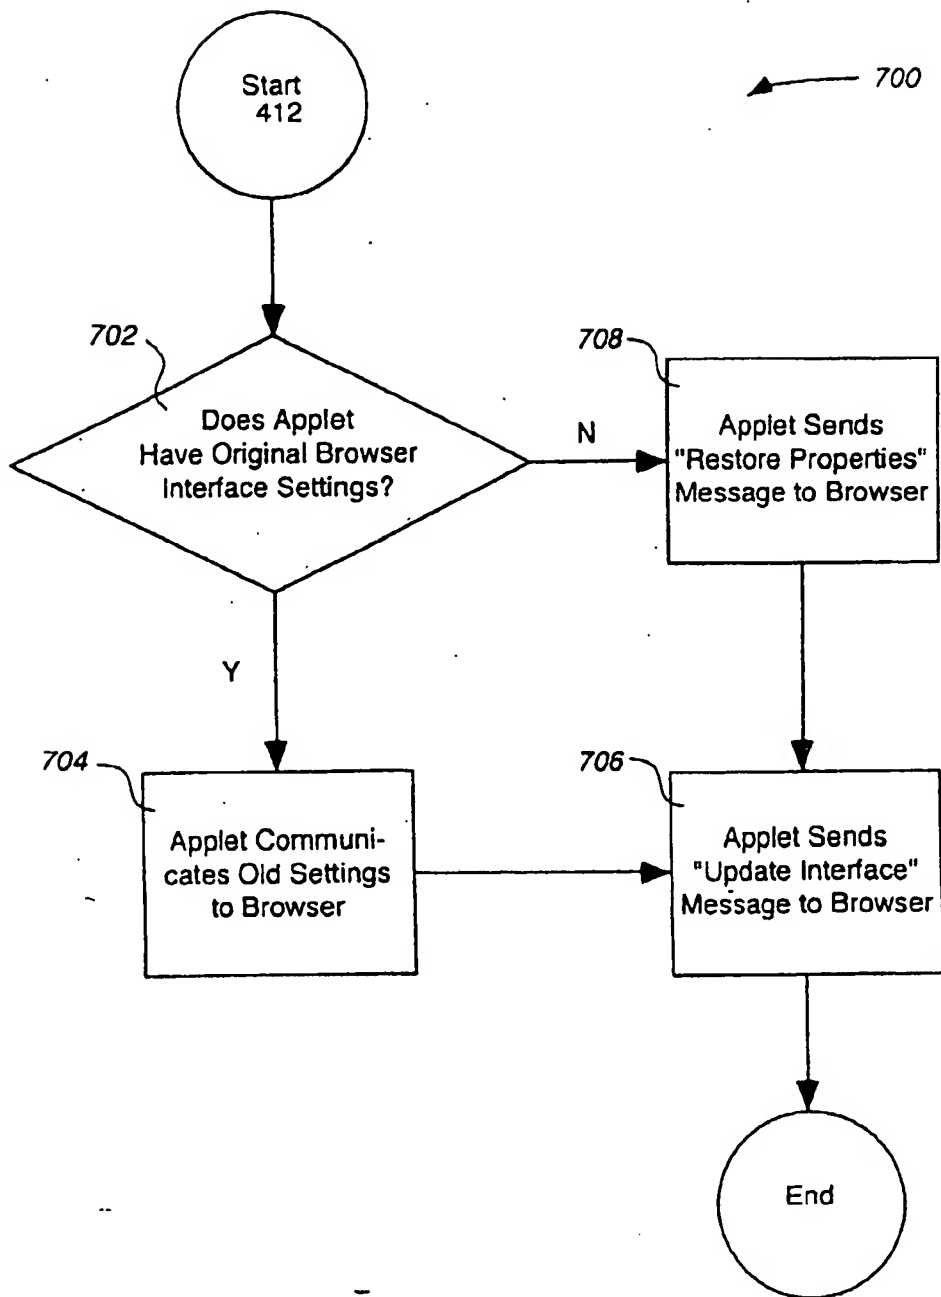 Start
412
700
702
Does Applet
Have Original Browser
Interface Settings?
N
708
Applet Sends
"Restore Properties"
Message to Browser
Y
704
Applet Communi-
cates Old Settings
to Browser
706
Applet Sends
"Update Interface"
Message to Browser
End